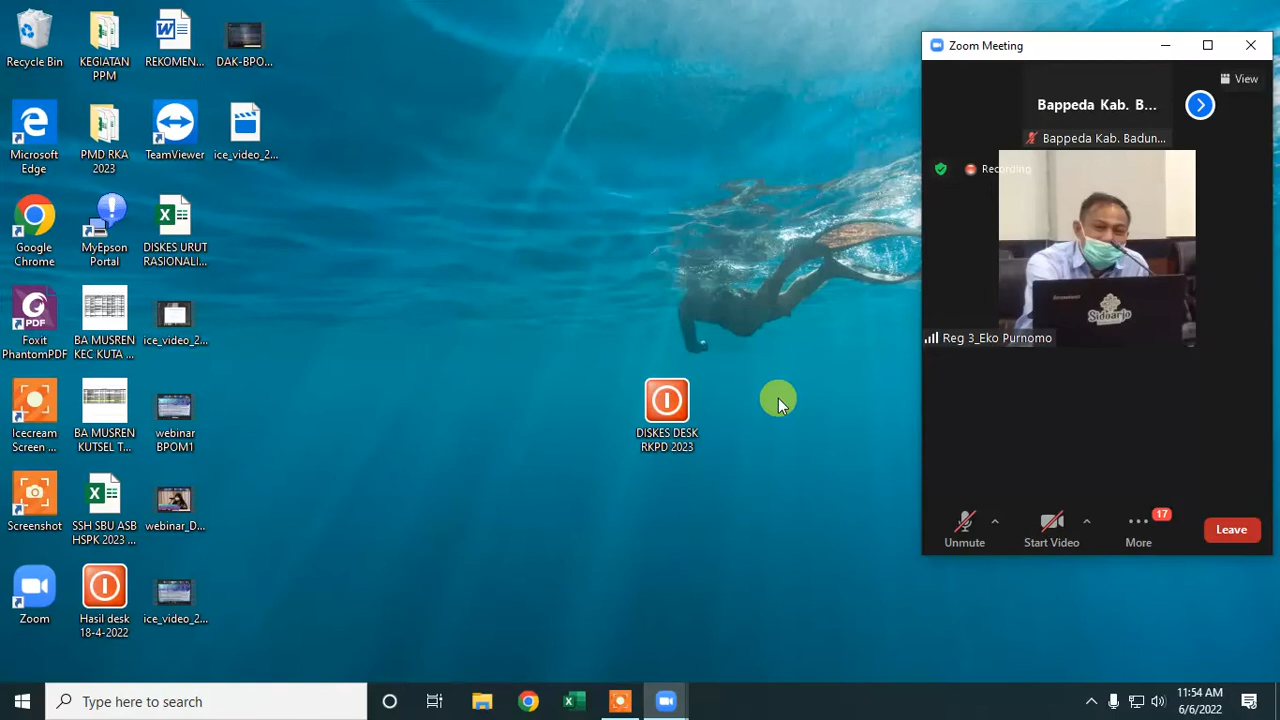 Recycle Bin
KEGIATAN
PPM
REKOMEN...
DAK-BPO...
Microsoft
Edge
PMD RKA
2023
TeamViewer
ice_video_2...
Google
Chrome
MyEpson
Portal
DISKES URUT
RASIONALI...
PDF
Foxit
PhantomPDF
BA MUSREN
KEC KUTA ...
ice_video_2...
Icecream
Screen ...
BA MUSREN
KUTSEL T...
webinar
BPOM1
Screenshot
SSH SBU ASB
HSPK 2023 ...
webinar_D...
Zoom
Hasil desk
18-4-2022
ice_video_2...
DISKES DESK
RKPD 2023
Zoom Meeting
View
Bappeda Kab. B...
Bappeda Kab. Badun...
Recording
Sidoarjo
Reg 3_Eko Purnomo
17
Unmute
Start Video
More
Leave
Type here to search
11:54 AM
6/6/2022